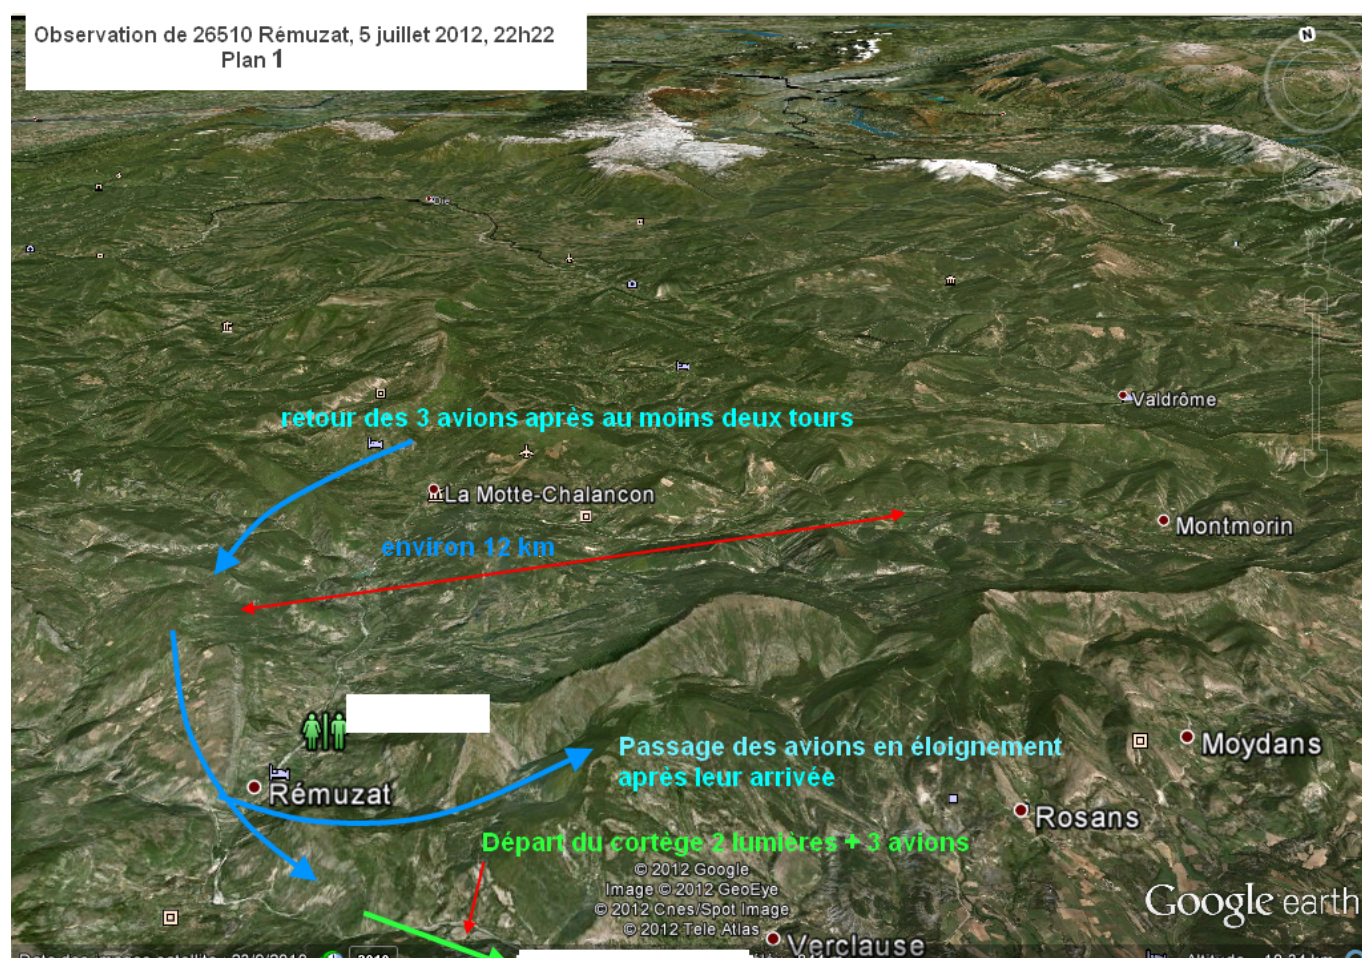 Observation de 26510 Rémuzat, 5 juillet 2012, 22h22
Plan 1
N
Die
Valdrôme
retour des 3 avions après au moins deux tours
La Motte-Chalancon
Montmorin
environ 12 km
Passage des avions en éloignement
après leur arrivée
Moydans
Rémuzat
Rosans
Départ du cortège 2 lumières + 3 avions
© 2012 Google
Image © 2012 GeoEye
© 2012 Cnes/Spot Image
© 2012 Tele Atlas
Google earth
Verclause